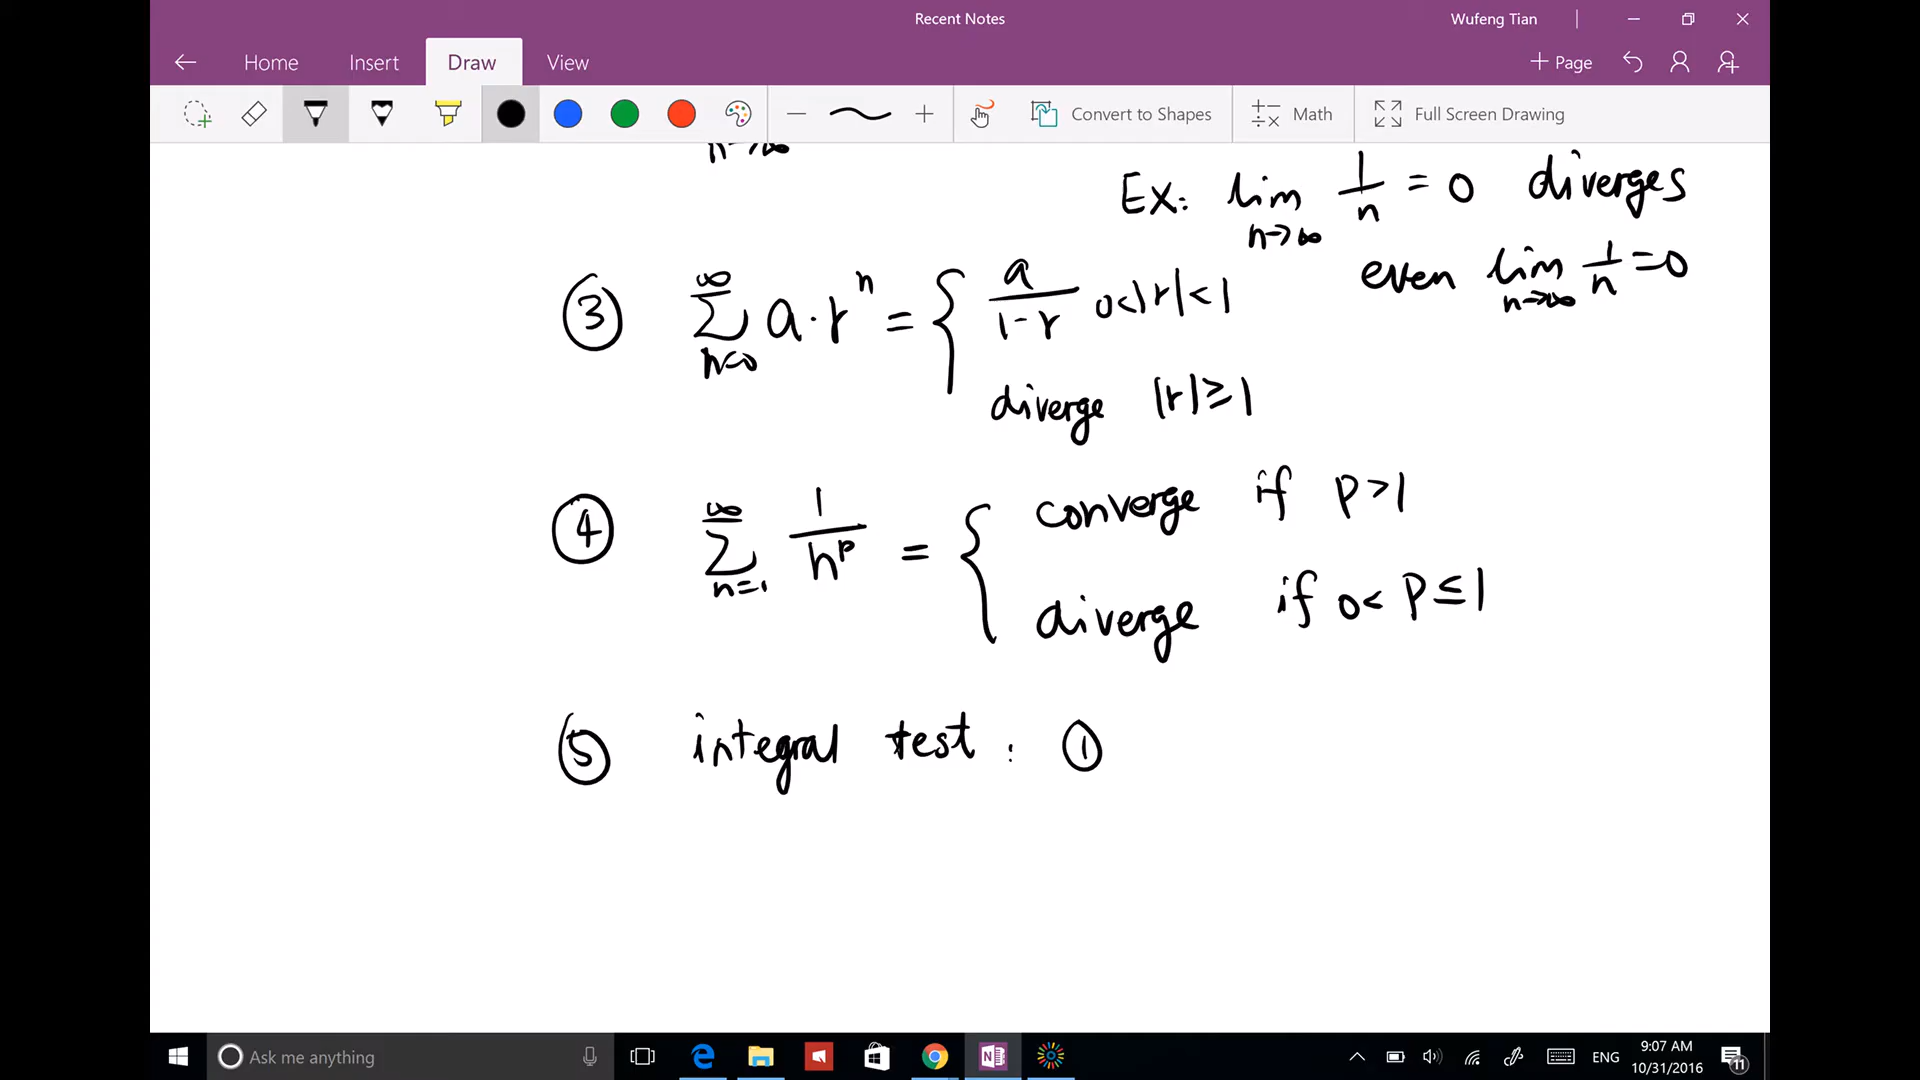 Recent Notes
Wufeng Tian
Home Insert Draw View
Page
Convert to Shapes Math Full Screen Drawing
n→∞
Ex: lim n→∞ 1/n = 0 diverges
even lim n→∞ 1/n = 0
③ ∞ Σ n=0 a·r^n = { a/(1-r) 0<|r|<1
diverge |r|≥1
④ ∞ Σ n=1 1/n^p = { converge if p>1
diverge if 0< p≤1
⑤ integral test: ①
Ask me anything
ENG
9:07 AM
10/31/2016
11